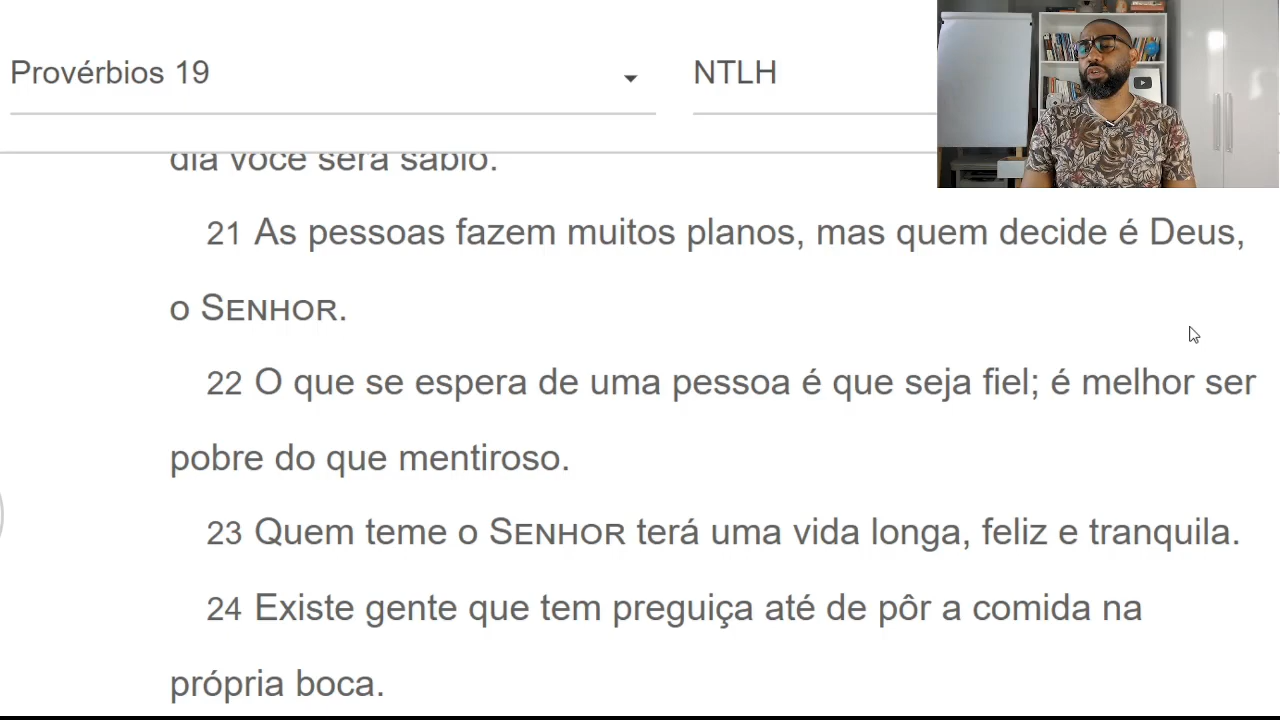 Provérbios 19
NTLH
dia você será sábio.
21 As pessoas fazem muitos planos, mas quem decide é Deus,
o SENHOR.
22 O que se espera de uma pessoa é que seja fiel; é melhor ser
pobre do que mentiroso.
23 Quem teme o SENHOR terá uma vida longa, feliz e tranquila.
24 Existe gente que tem preguiça até de pôr a comida na
própria boca.